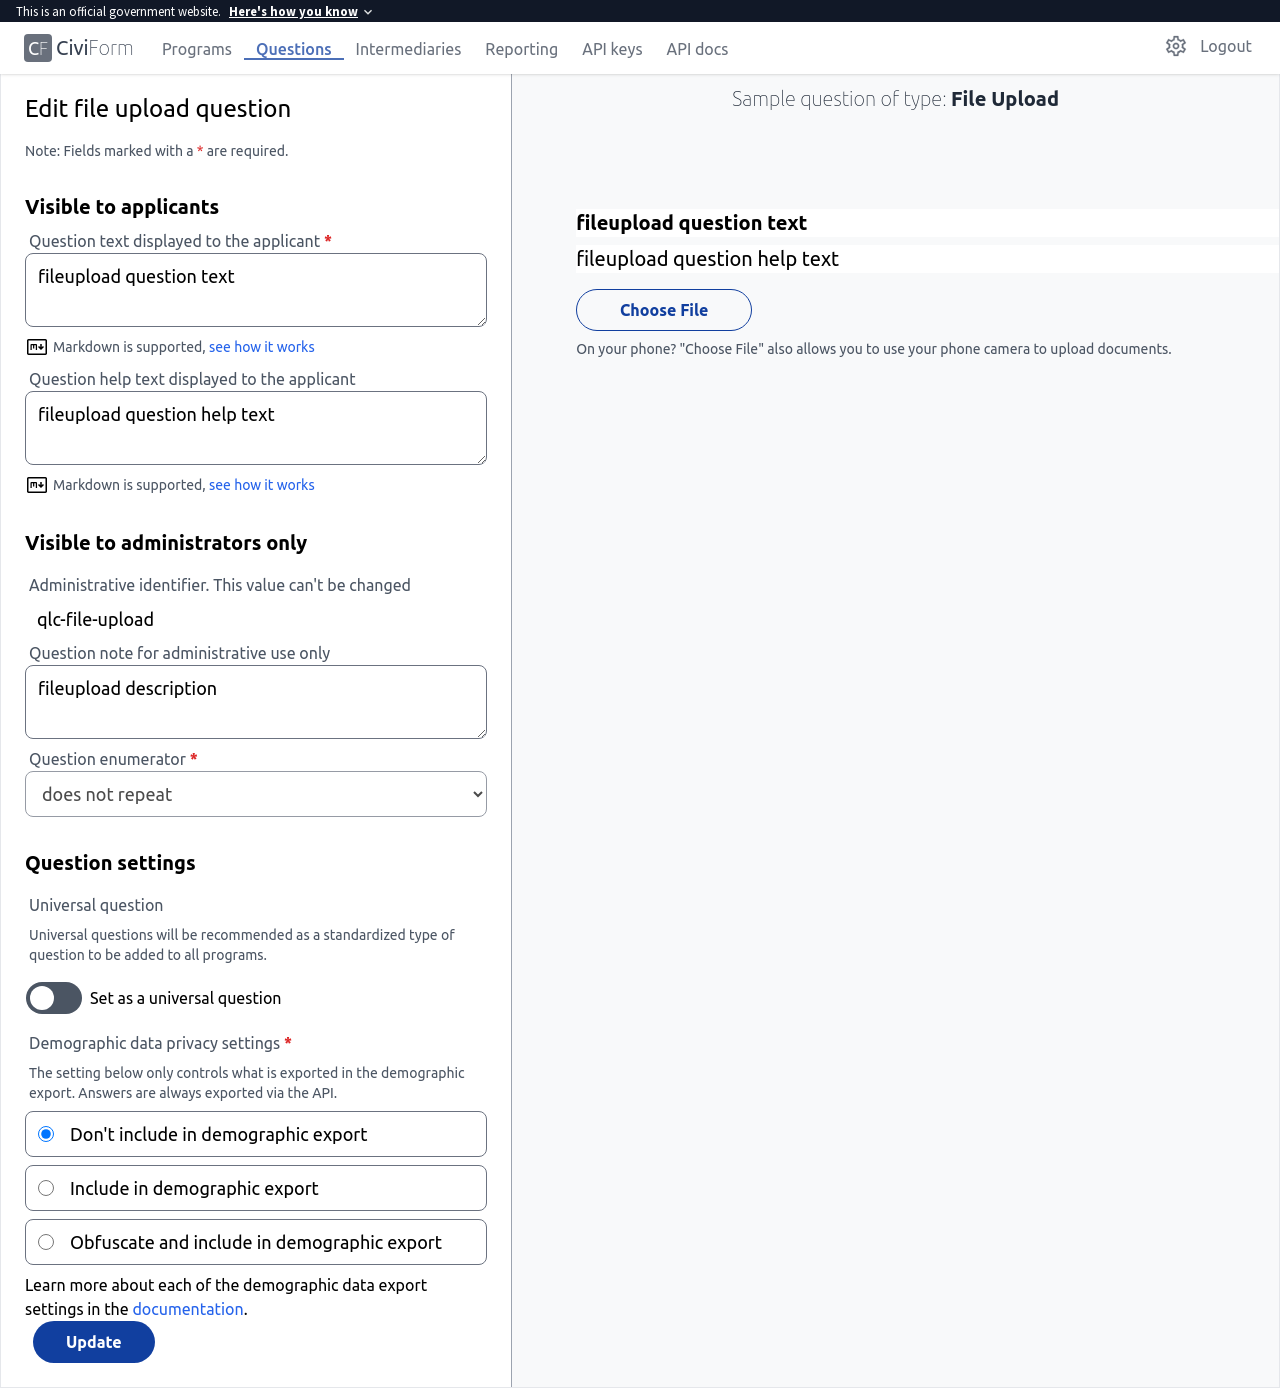 This is an official government website. Here's how you know
CF CiviForm Programs Questions Intermediaries Reporting API keys API docs Logout
Edit file upload question
Note: Fields marked with a * are required.
Visible to applicants
Question text displayed to the applicant *
fileupload question text
Markdown is supported, see how it works
Question help text displayed to the applicant
fileupload question help text
Markdown is supported, see how it works
Visible to administrators only
Administrative identifier. This value can't be changed
qlc-file-upload
Question note for administrative use only
fileupload description
Question enumerator *
does not repeat
Question settings
Universal question
Universal questions will be recommended as a standardized type of
question to be added to all programs.
Set as a universal question
Demographic data privacy settings *
The setting below only controls what is exported in the demographic
export. Answers are always exported via the API.
Don't include in demographic export
Include in demographic export
Obfuscate and include in demographic export
Learn more about each of the demographic data export
settings in the documentation.
Update
Sample question of type: File Upload
fileupload question text
fileupload question help text
Choose File
On your phone? "Choose File" also allows you to use your phone camera to upload documents.